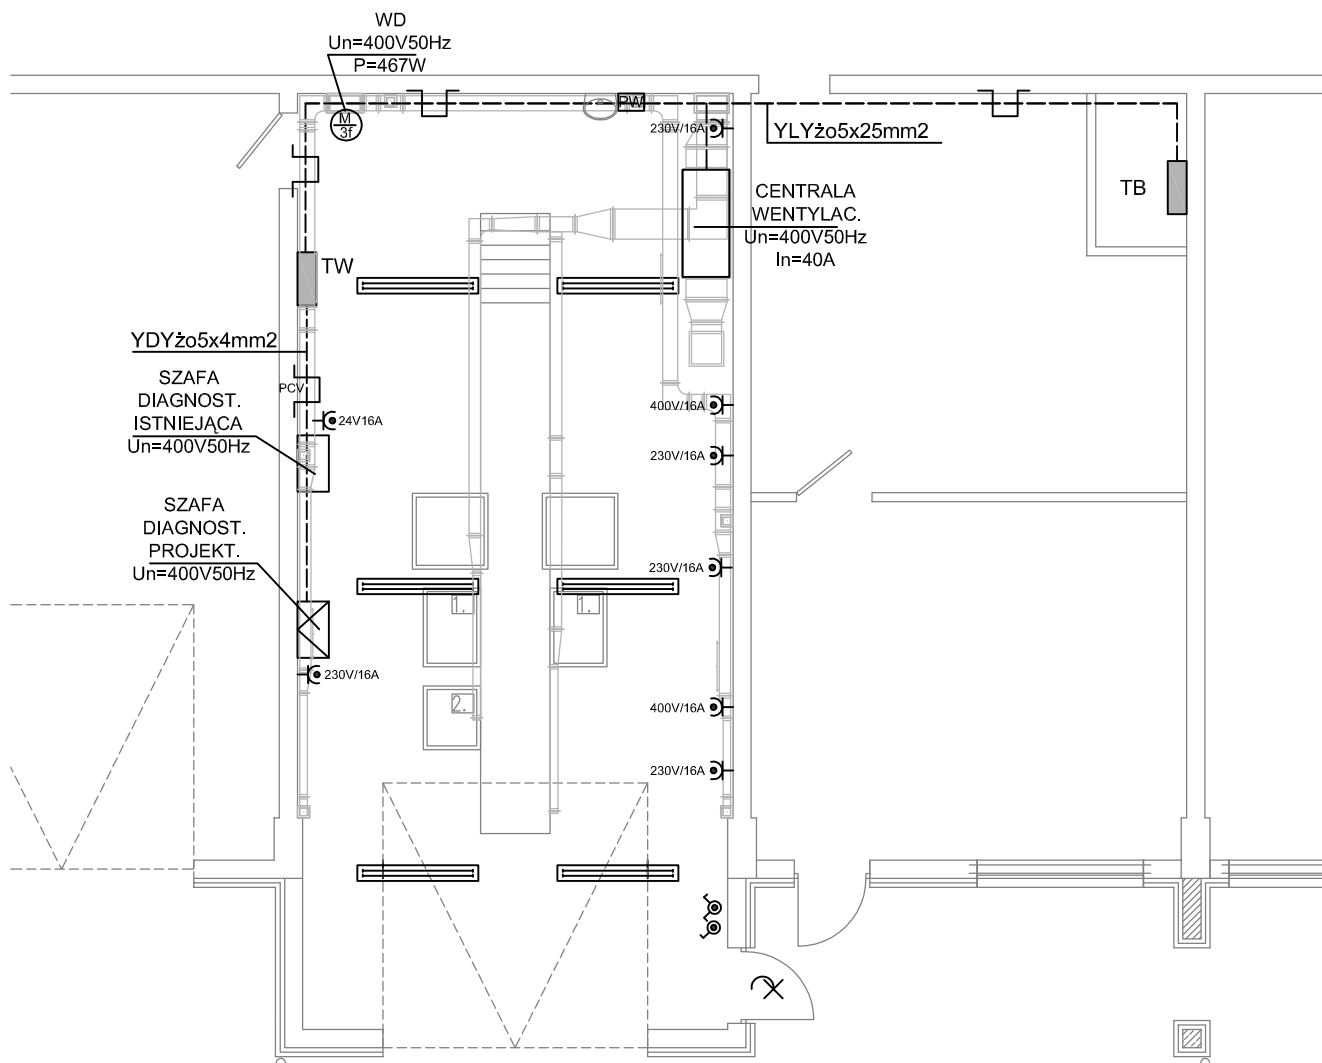 WD
Un=400V50Hz
P=467W
M
3f
PW
230V/16A
YLYżo5x25mm2
TB
CENTRALA
WENTYLAC.
Un=400V50Hz
In=40A
TW
YDYżo5x4mm2
SZAFA
DIAGNOST.
ISTNIEJĄCA
Un=400V50Hz
PCV
24V16A
400V/16A
230V/16A
SZAFA
DIAGNOST.
PROJEKT.
Un=400V50Hz
230V/16A
1.
1.
230V/16A
2.
400V/16A
230V/16A